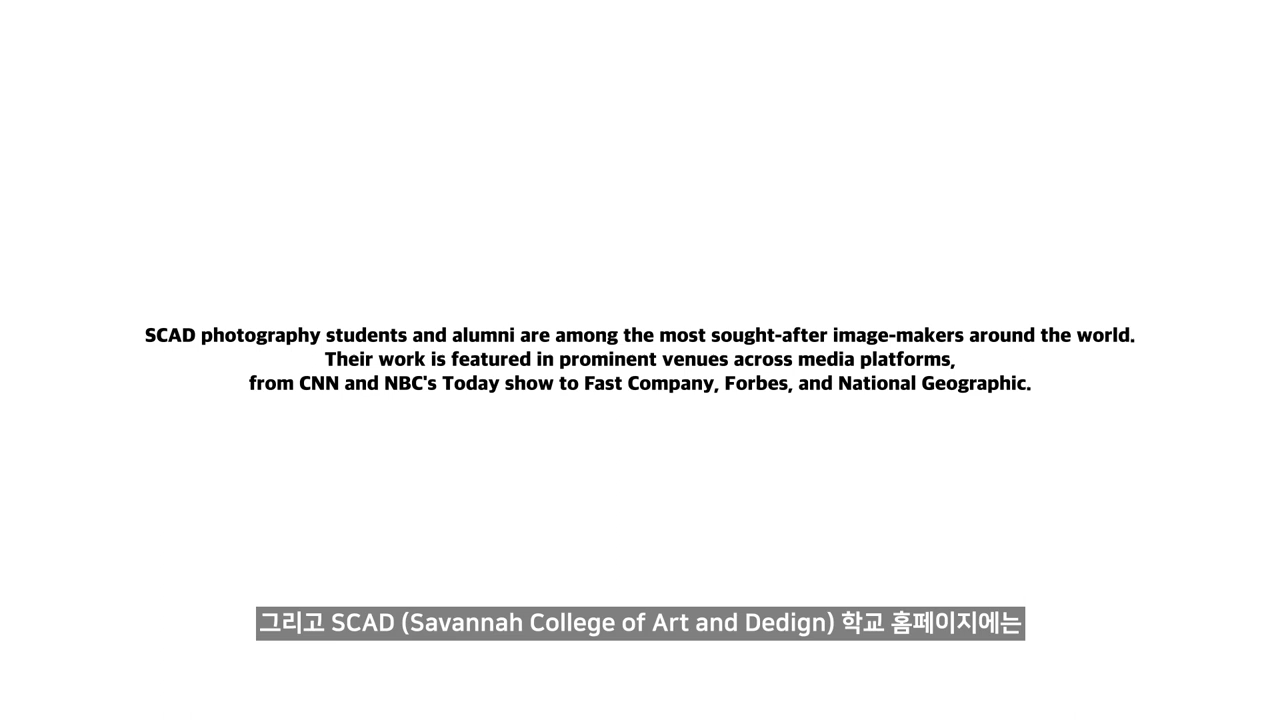 SCAD photography students and alumni are among the most sought-after image-makers around the world.
Their work is featured in prominent venues across media platforms,
from CNN and NBC's Today show to Fast Company, Forbes, and National Geographic.
그리고 SCAD (Savannah College of Art and Dedign) 학교 홈페이지에는